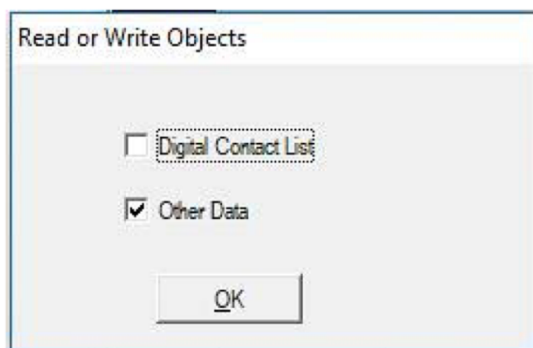 Read or Write Objects
Digital Contact List
Other Data
OK